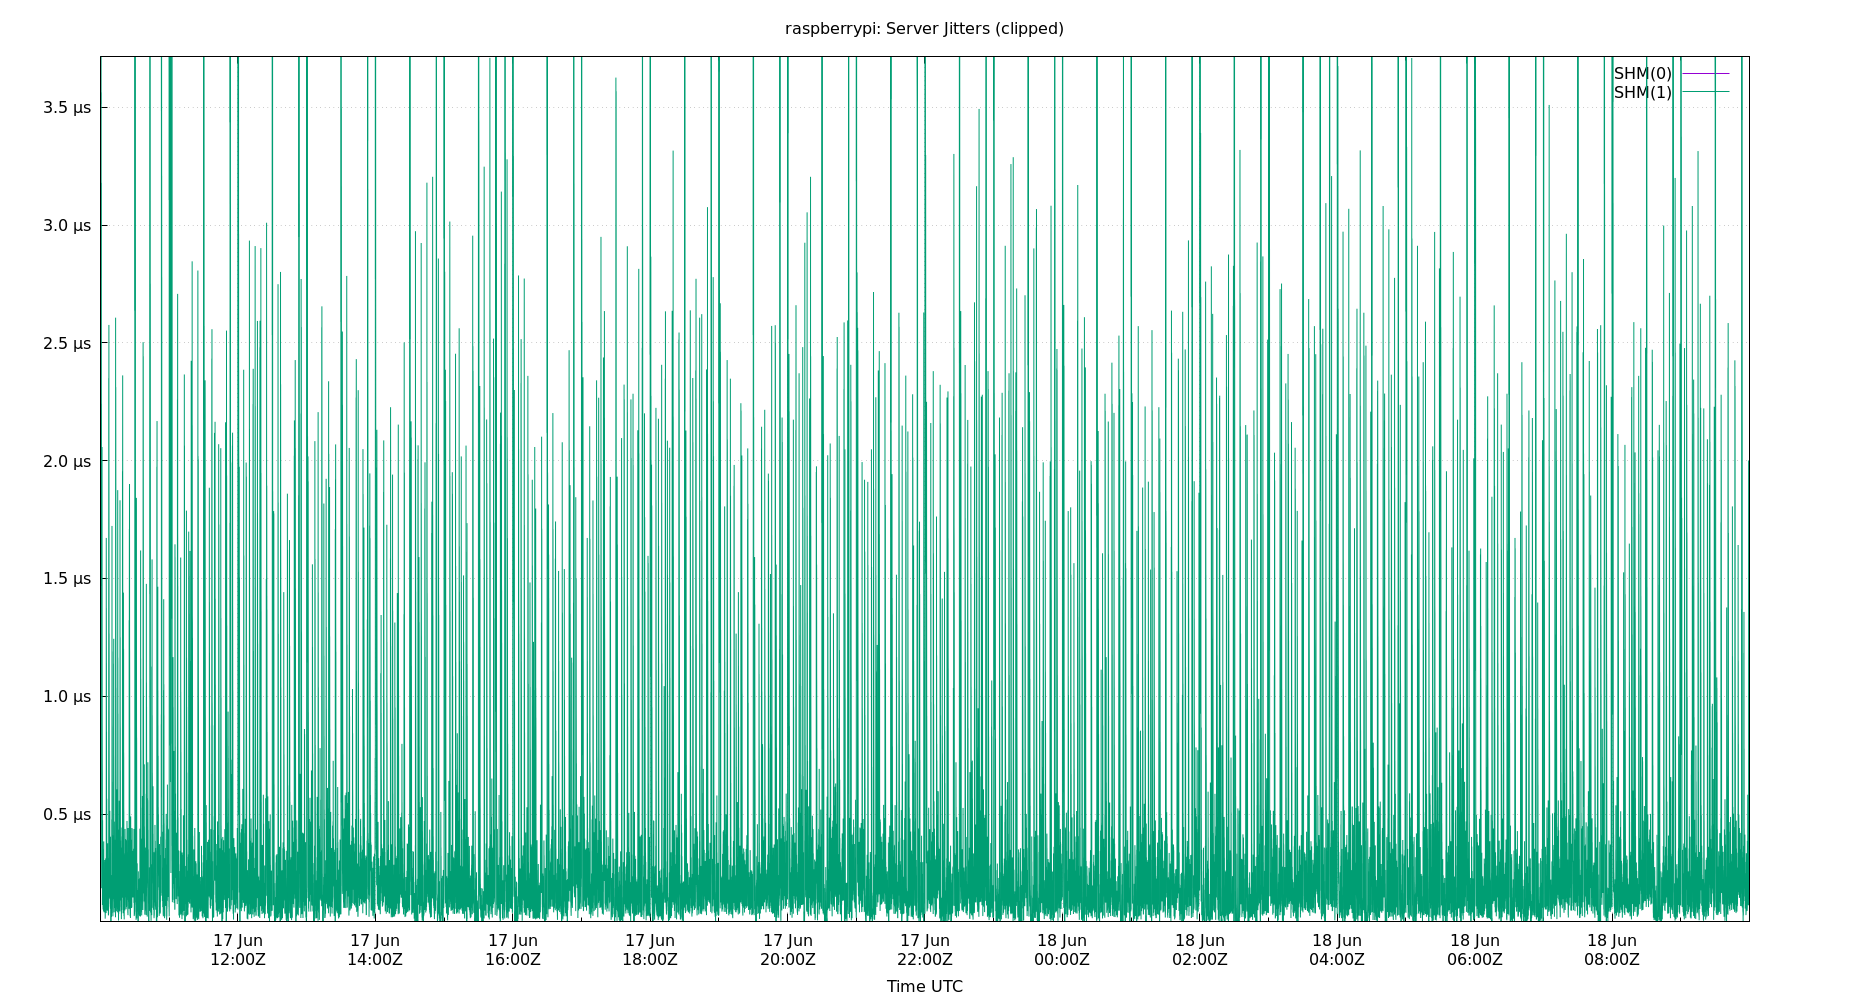 raspberrypi: Server Jitters (clipped)
SHM(0)
SHM(1)
3.5 µs
3.0 µs
2.5 µs
2.0 µs
1.5 µs
1.0 µs
0.5 µs
17 Jun 17 Jun 17 Jun 17 Jun 17 Jun 17 Jun 18 Jun 18 Jun 18 Jun 18 Jun 18 Jun
12:00Z 14:00Z 16:00Z 18:00Z 20:00Z 22:00Z 00:00Z 02:00Z 04:00Z 06:00Z 08:00Z
Time UTC